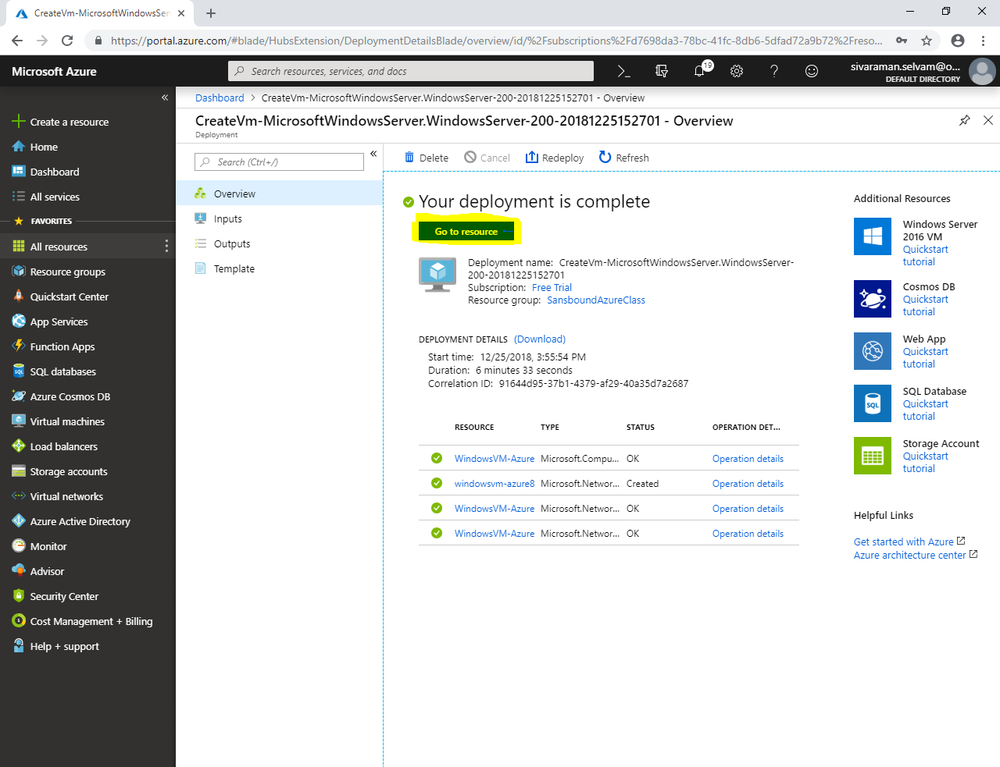 CreateVm-MicrosoftWindowsSer
https://portal.azure.com/#blade/HubsExtension/DeploymentDetailsBlade/overview/id/%2Fsubscriptions%2Fd7698da3-78bc-41fc-8db6-5dfad72a9b72%2Freso...
Microsoft Azure
Search resources, services, and docs
19
sivaraman.selvam@o...
DEFAULT DIRECTORY
Dashboard > CreateVm-MicrosoftWindowsServer.WindowsServer-200-20181225152701 - Overview
CreateVm-MicrosoftWindowsServer.WindowsServer-200-20181225152701 - Overview
Deployment
Create a resource
Home
Dashboard
All services
FAVORITES
All resources
Resource groups
Quickstart Center
App Services
Function Apps
SQL databases
Azure Cosmos DB
Virtual machines
Load balancers
Storage accounts
Virtual networks
Azure Active Directory
Monitor
Advisor
Security Center
Cost Management + Billing
Help + support
Search (Ctrl+/)
Overview
Inputs
Outputs
Template
Delete Cancel Redeploy Refresh
Your deployment is complete
Go to resource
Deployment name: CreateVm-MicrosoftWindowsServer.WindowsServer-
200-20181225152701
Subscription: Free Trial
Resource group: SansboundAzureClass
DEPLOYMENT DETAILS (Download)
Start time: 12/25/2018, 3:55:54 PM
Duration: 6 minutes 33 seconds
Correlation ID: 91644d95-37b1-4379-af29-40a35d7a2687
RESOURCE TYPE STATUS OPERATION DET...
WindowsVM-Azure Microsoft.Compu... OK Operation details
windowsvm-azure8 Microsoft.Networ... Created Operation details
WindowsVM-Azure Microsoft.Networ... OK Operation details
WindowsVM-Azure Microsoft.Networ... OK Operation details
Additional Resources
Windows Server
2016 VM
Quickstart
tutorial
Cosmos DB
Quickstart
tutorial
Web App
Quickstart
tutorial
SQL
SQL Database
Quickstart
tutorial
Storage Account
Quickstart
tutorial
Helpful Links
Get started with Azure
Azure architecture center